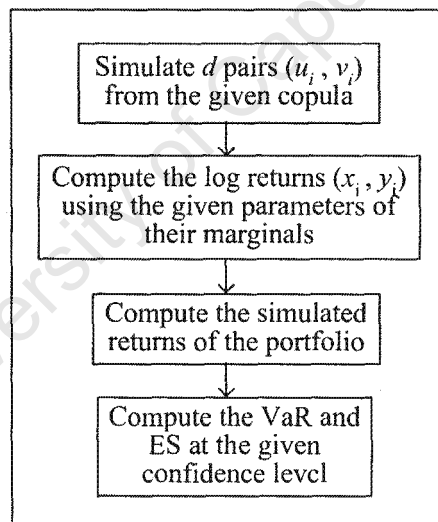 Simulate d pairs (u_i , v_i)
from the given copula
Compute the log returns (x_i , y_i)
using the given parameters of
their marginals
Compute the simulated
returns of the portfolio
Compute the VaR and
ES at the given
confidence level